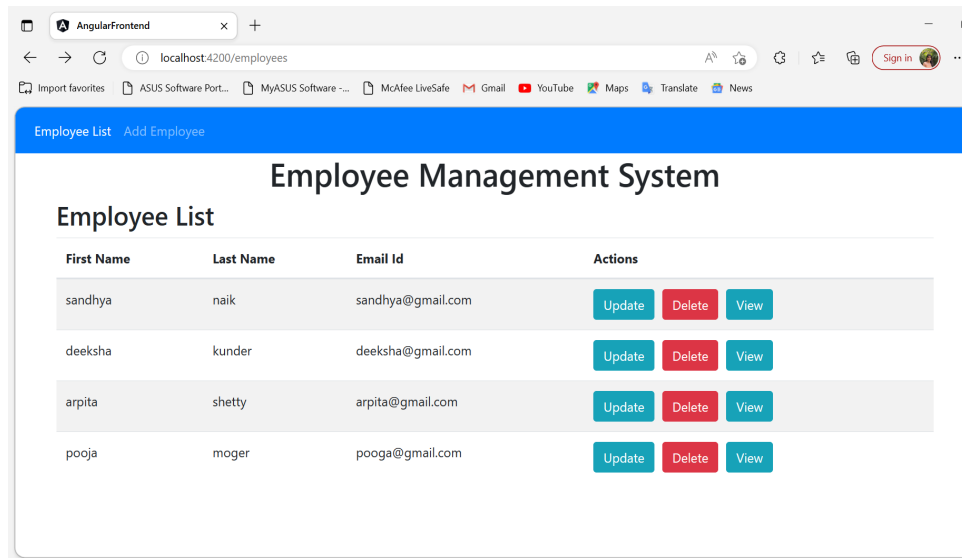 AngularFrontend
localhost:4200/employees
Sign in
Import favorites ASUS Software Port... MyASUS Software -... McAfee LiveSafe Gmail YouTube Maps Translate News
Employee List Add Employee
Employee Management System
Employee List
First Name Last Name Email Id Actions
sandhya naik sandhya@gmail.com Update Delete View
deeksha kunder deeksha@gmail.com Update Delete View
arpita shetty arpita@gmail.com Update Delete View
pooja moger pooga@gmail.com Update Delete View